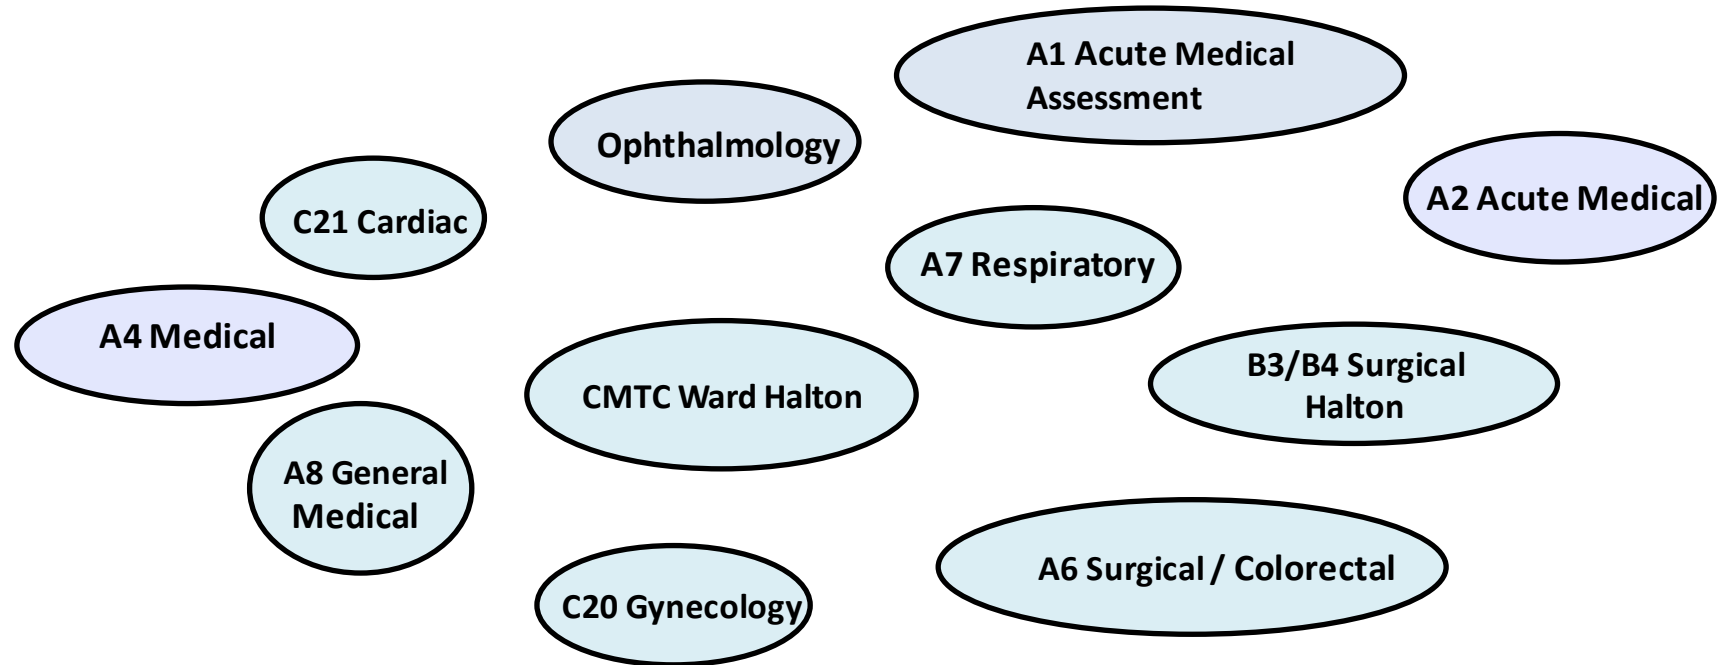 A1 Acute Medical
Assessment
Ophthalmology
A2 Acute Medical
C21 Cardiac
A7 Respiratory
A4 Medical
B3/B4 Surgical
Halton
CMTC Ward Halton
A8 General
Medical
A6 Surgical / Colorectal
C20 Gynecology